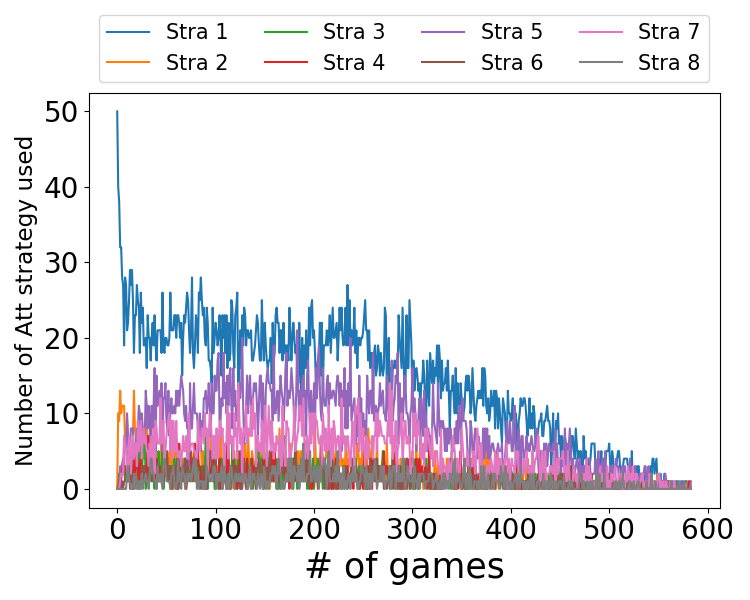 Stra 1 Stra 3 Stra 5 Stra 7
Stra 2 Stra 4 Stra 6 Stra 8
Number of Att strategy used
50
40
30
20
10
0
0 100 200 300 400 500 600
# of games